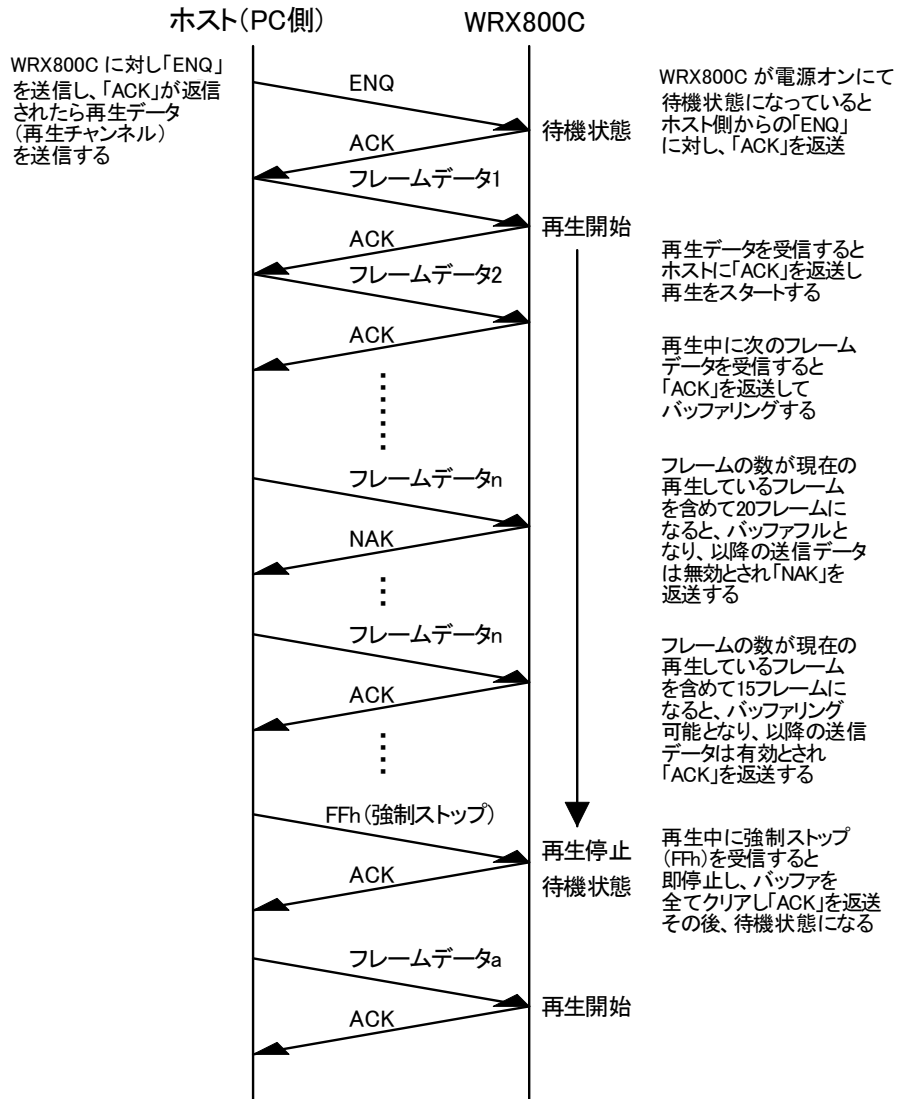 ホスト(PC側)
WRX800C
WRX800C に対し「ENQ」
を送信し、「ACK」が返信
されたら再生データ
(再生チャンネル)
を送信する
ENQ
待機状態
WRX800C が電源オンにて
待機状態になっていると
ホスト側からの「ENQ」
に対し、「ACK」を返送
ACK
フレームデータ1
再生開始
ACK
再生データを受信すると
ホストに「ACK」を返送し
再生をスタートする
フレームデータ2
ACK
再生中に次のフレーム
データを受信すると
「ACK」を返送して
バッファリングする
フレームデータn
NAK
フレームの数が現在の
再生しているフレーム
を含めて20フレームに
なると、バッファフルと
なり、以降の送信データ
は無効とされ「NAK」を
返送する
フレームデータn
ACK
フレームの数が現在の
再生しているフレーム
を含めて15フレームに
なると、バッファリング
可能となり、以降の送信
データは有効とされ
「ACK」を返送する
FFh(強制ストップ)
再生停止
ACK
待機状態
再生中に強制ストップ
(FFh)を受信すると
即停止し、バッファを
全てクリアし「ACK」を返送
その後、待機状態になる
フレームデータa
再生開始
ACK